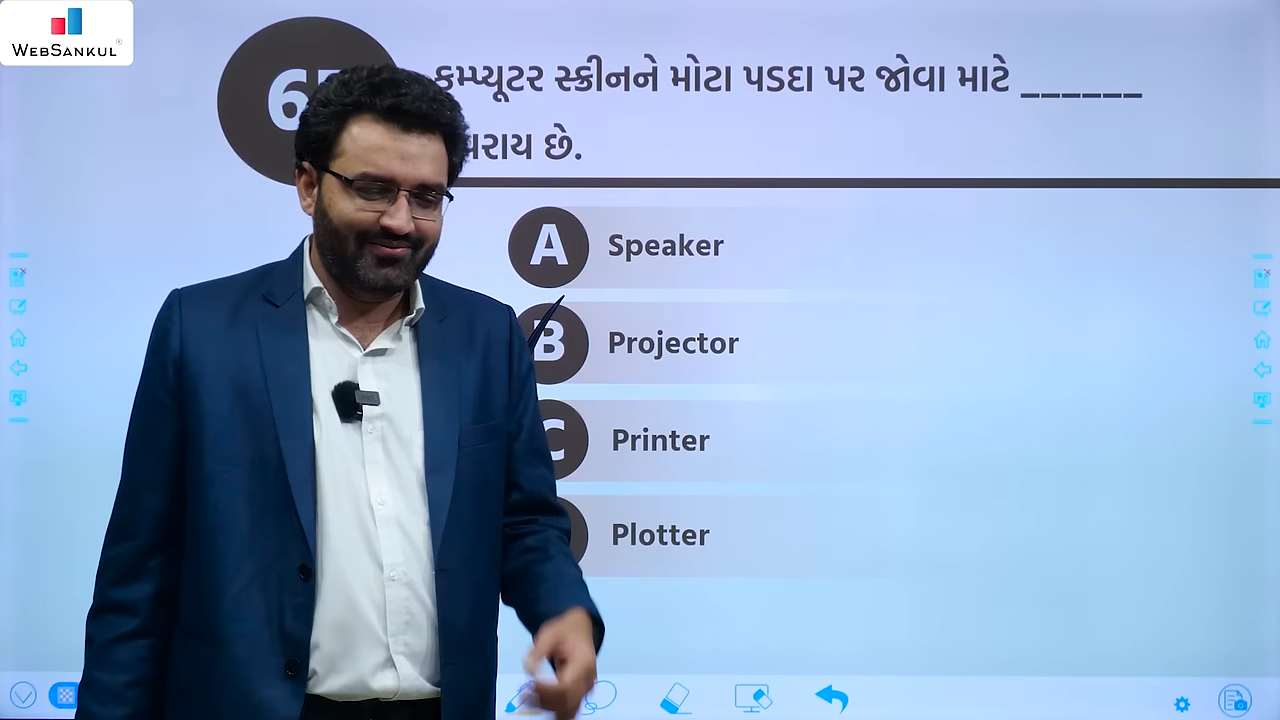 WEBSANKUL
કમ્પ્યૂટર સ્ક્રીનને મોટા પડદા પર જોવા માટે ______
છે.
A Speaker
B Projector
C Printer
Plotter